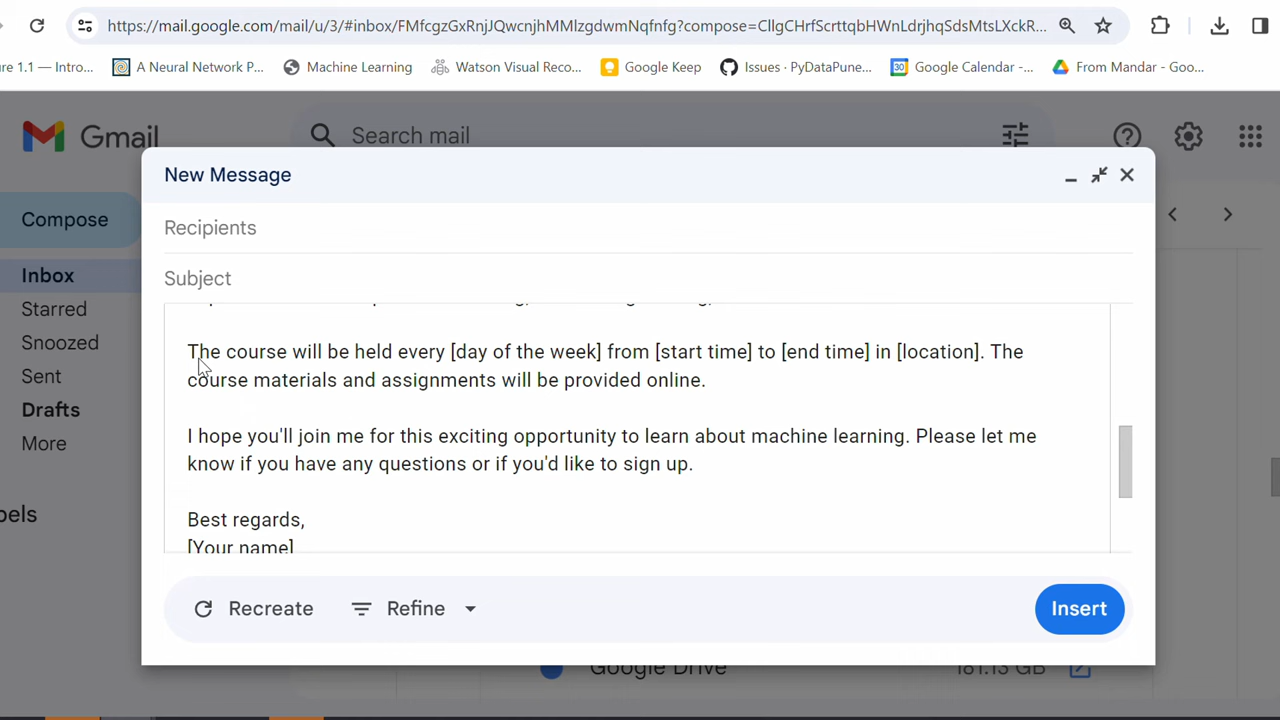 https://mail.google.com/mail/u/3/#inbox/FMfcgzGxRnjJQwcnjhMMlzgdwmNqfnfg?compose=CllgCHrfScrttqbHWnLdrjhqSdsMtsLXckR...
re 1.1 — Intro... A Neural Network P... Machine Learning Watson Visual Reco... Google Keep Issues · PyDataPune... Google Calendar -... From Mandar - Goo...
Gmail Search mail
New Message
Compose
Recipients
Inbox
Subject
Starred
Snoozed
The course will be held every [day of the week] from [start time] to [end time] in [location]. The
Sent
course materials and assignments will be provided online.
Drafts
More
I hope you'll join me for this exciting opportunity to learn about machine learning. Please let me
know if you have any questions or if you'd like to sign up.
Best regards,
[Your name]
Recreate Refine Insert
Google Drive 181.13 GB